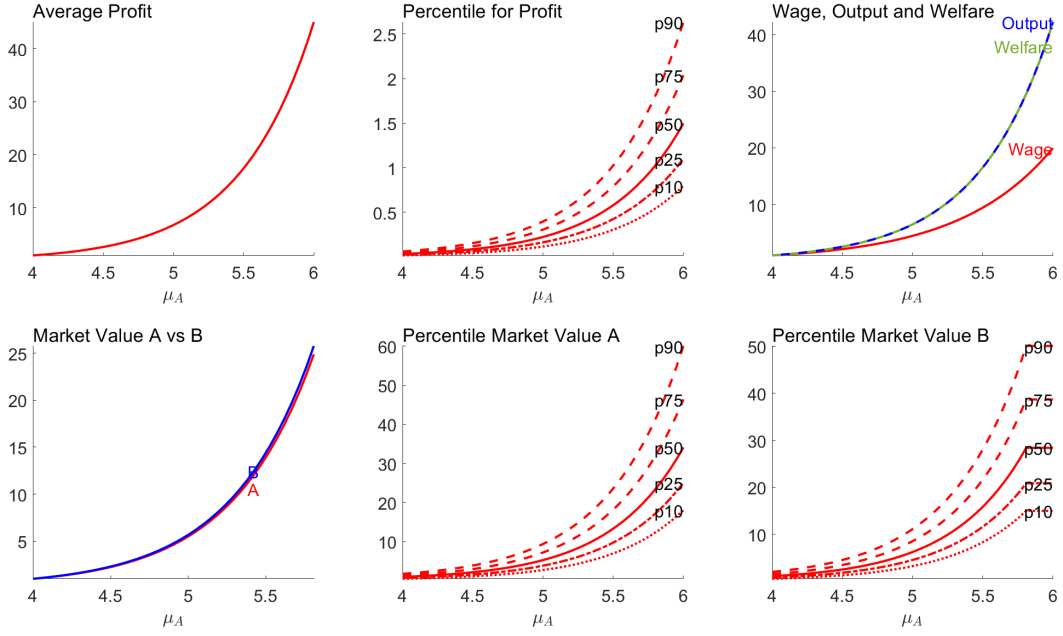 Average Profit
40
30
20
10
4
4.5
5
5.5
6
μ_A
Percentile for Profit
2.5
2
1.5
1
0.5
p90
p75
p50
p25
p10
4
4.5
5
5.5
6
μ_A
Wage, Output and Welfare
40
30
20
10
Output
Welfare
Wage
4
4.5
5
5.5
6
μ_A
Market Value A vs B
25
20
15
10
5
B
A
4
4.5
5
5.5
μ_A
Percentile Market Value A
60
50
40
30
20
10
p90
p75
p50
p25
p10
4
4.5
5
5.5
6
μ_A
Percentile Market Value B
50
40
30
20
10
p90
p75
p50
p25
p10
4
4.5
5
5.5
6
μ_A